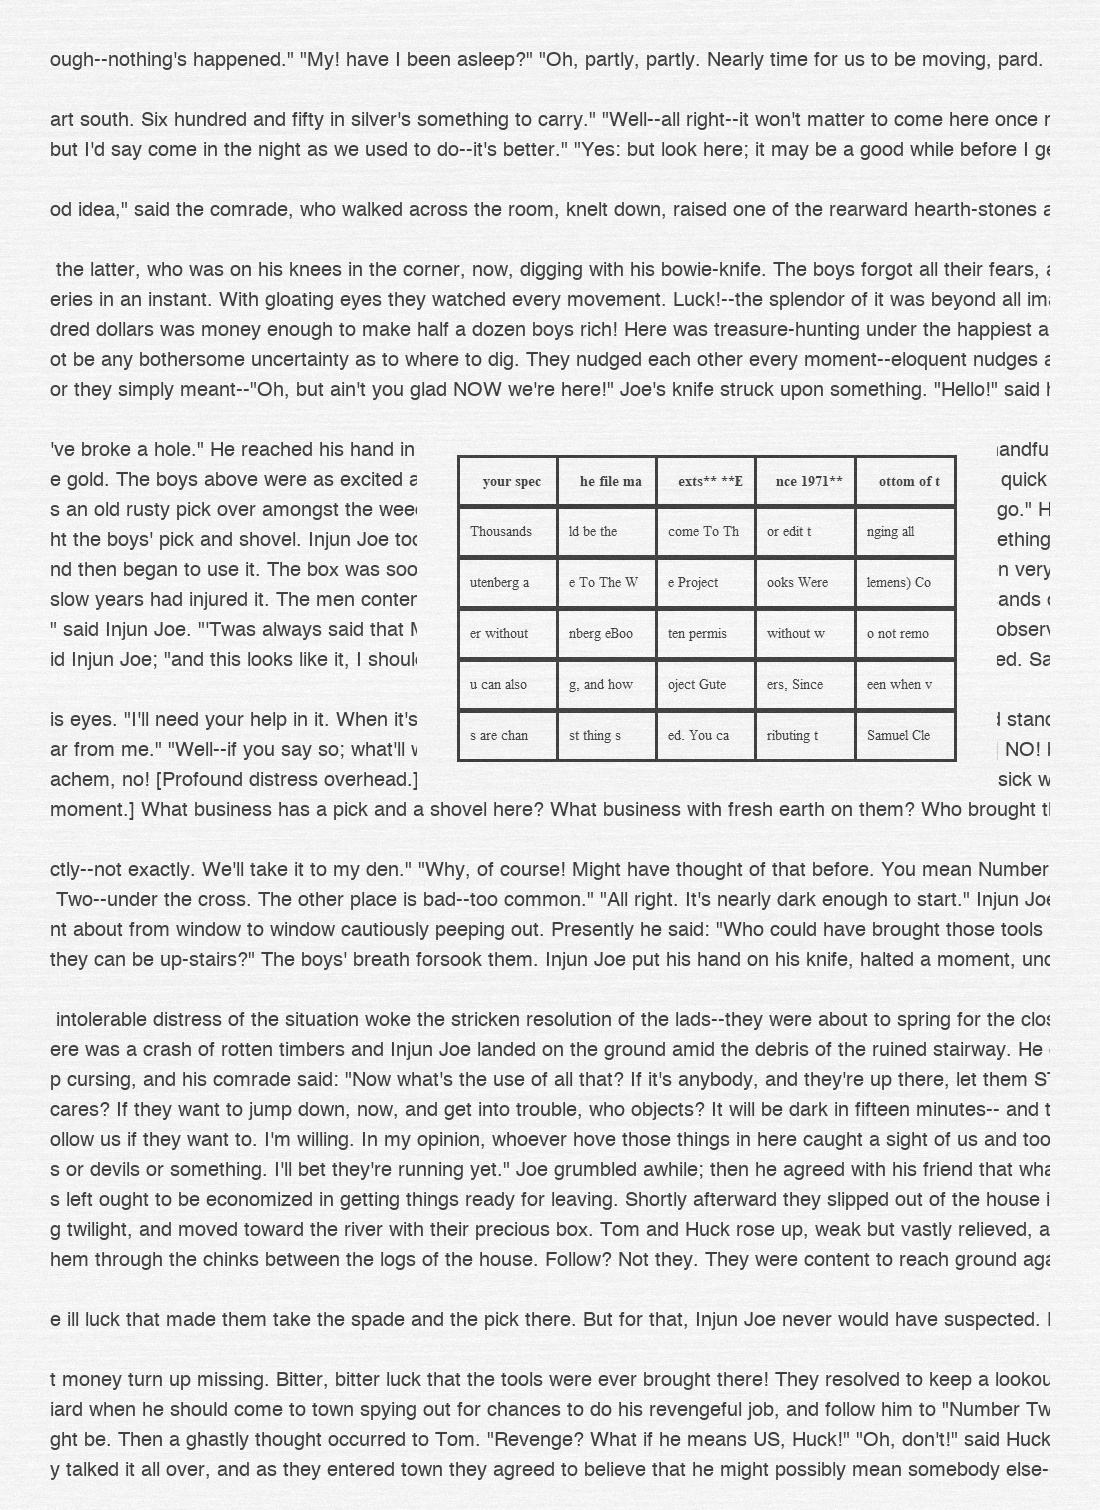 ough--nothing's happened." "My! have I been asleep?" "Oh, partly, partly. Nearly time for us to be moving, pard.
art south. Six hundred and fifty in silver's something to carry." "Well--all right--it won't matter to come here once
but I'd say come in the night as we used to do--it's better." "Yes: but look here; it may be a good while before I ge
od idea," said the comrade, who walked across the room, knelt down, raised one of the rearward hearth-stones a
the latter, who was on his knees in the corner, now, digging with his bowie-knife. The boys forgot all their fears, a
eries in an instant. With gloating eyes they watched every movement. Luck!--the splendor of it was beyond all ima
dred dollars was money enough to make half a dozen boys rich! Here was treasure-hunting under the happiest a
ot be any bothersome uncertainty as to where to dig. They nudged each other every moment--eloquent nudges a
or they simply meant--"Oh, but ain't you glad NOW we're here!" Joe's knife struck upon something. "Hello!" said h
've broke a hole." He reached his hand in andfu
e gold. The boys above were as excited a quick
s an old rusty pick over amongst the wee go." H
ht the boys' pick and shovel. Injun Joe too ething
nd then began to use it. The box was soo n very
slow years had injured it. The men conten ands
" said Injun Joe. "'Twas always said that M observ
id Injun Joe; "and this looks like it, I shoul ed. Sa
is eyes. "I'll need your help in it. When it's stand
ar from me." "Well--if you say so; what'll w NO!
achem, no! [Profound distress overhead.] sick w
your spec he file ma exts** **E nce 1971** ottom of t
Thousands ld be the come To Th or edit t nging all
utenberg a e To The W e Project ooks Were lemens) Co
er without nberg eBoo ten permis without w o not remo
u can also g, and how oject Gute ers, Since een when v
s are chan st thing s ed. You ca ributing t Samuel Cle
moment.] What business has a pick and a shovel here? What business with fresh earth on them? Who brought th
ctly--not exactly. We'll take it to my den." "Why, of course! Might have thought of that before. You mean Number
Two--under the cross. The other place is bad--too common." "All right. It's nearly dark enough to start." Injun Joe
nt about from window to window cautiously peeping out. Presently he said: "Who could have brought those tools
they can be up-stairs?" The boys' breath forsook them. Injun Joe put his hand on his knife, halted a moment, und
intolerable distress of the situation woke the stricken resolution of the lads--they were about to spring for the clos
ere was a crash of rotten timbers and Injun Joe landed on the ground amid the debris of the ruined stairway. He
p cursing, and his comrade said: "Now what's the use of all that? If it's anybody, and they're up there, let them ST
cares? If they want to jump down, now, and get into trouble, who objects? It will be dark in fifteen minutes-- and t
ollow us if they want to. I'm willing. In my opinion, whoever hove those things in here caught a sight of us and too
s or devils or something. I'll bet they're running yet." Joe grumbled awhile; then he agreed with his friend that wha
s left ought to be economized in getting things ready for leaving. Shortly afterward they slipped out of the house i
g twilight, and moved toward the river with their precious box. Tom and Huck rose up, weak but vastly relieved, a
hem through the chinks between the logs of the house. Follow? Not they. They were content to reach ground aga
e ill luck that made them take the spade and the pick there. But for that, Injun Joe never would have suspected.
t money turn up missing. Bitter, bitter luck that the tools were ever brought there! They resolved to keep a lookou
iard when he should come to town spying out for chances to do his revengeful job, and follow him to "Number Tw
ght be. Then a ghastly thought occurred to Tom. "Revenge? What if he means US, Huck!" "Oh, don't!" said Huck
y talked it all over, and as they entered town they agreed to believe that he might possibly mean somebody else-